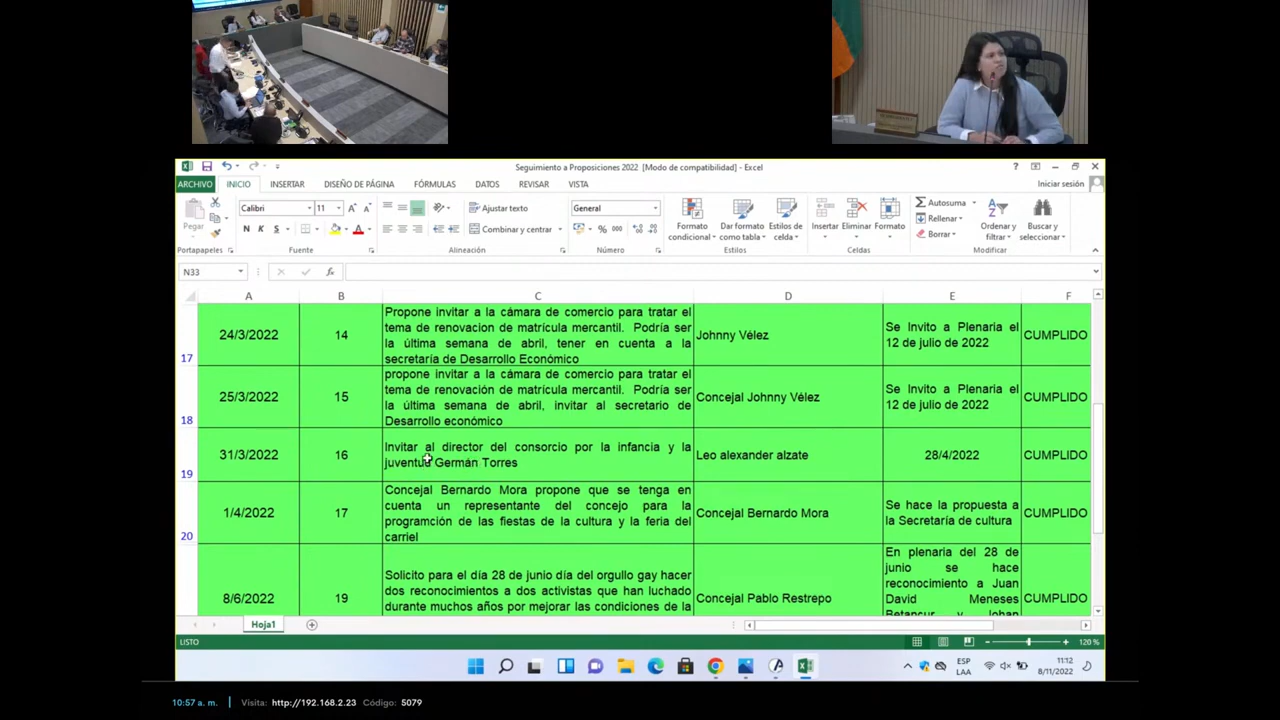 Seguimiento a Proposiciones 2022 [Modo de compatibilidad] - Excel
ARCHIVO INICIO INSERTAR DISEÑO DE PÁGINA FÓRMULAS DATOS REVISAR VISTA Iniciar sesión
Pegar
Portapapeles
Calibri 11
N K S
Fuente
Ajustar texto
Combinar y centrar
Alineación
General
% 000
Número
Formato condicional
Dar formato como tabla
Estilos de celda
Estilos
Insertar Eliminar Formato
Celdas
Autosuma
Rellenar
Borrar
Ordenar y filtrar
Buscar y seleccionar
Modificar
N33
A B C D E F
17
24/3/2022
14
Propone invitar a la cámara de comercio para tratar el
tema de renovacion de matrícula mercantil. Podría ser
la última semana de abril, tener en cuenta a la
secretaría de Desarrollo Económico
Johnny Vélez
Se Invito a Plenaria el
12 de julio de 2022
CUMPLIDO
18
25/3/2022
15
propone invitar a la cámara de comercio para tratar el
tema de renovación de matrícula mercantil. Podría ser
la última semana de abril, invitar al secretario de
Desarrollo económico
Concejal Johnny Vélez
Se Invito a Plenaria el
12 de julio de 2022
CUMPLIDO
19
31/3/2022
16
Invitar al director del consorcio por la infancia y la
juventud Germán Torres
Leo alexander alzate
28/4/2022
CUMPLIDO
20
1/4/2022
17
Concejal Bernardo Mora propone que se tenga en
cuenta un representante del concejo para la
programción de las fiestas de la cultura y la feria del
carriel
Concejal Bernardo Mora
Se hace la propuesta a
la Secretaría de cultura
CUMPLIDO
8/6/2022
19
Solicito para el día 28 de junio día del orgullo gay hacer
dos reconocimientos a dos activistas que han luchado
durante muchos años por mejorar las condiciones de la
Concejal Pablo Restrepo
En plenaria del 28 de
junio se hace
reconocimiento a Juan
David Meneses
Betancur y Johan
CUMPLIDO
Hoja1
LISTO
120 %
ESP
LAA
11:12
8/11/2022
10:57 a. m. | Visita: http://192.168.2.23 Código: 5079